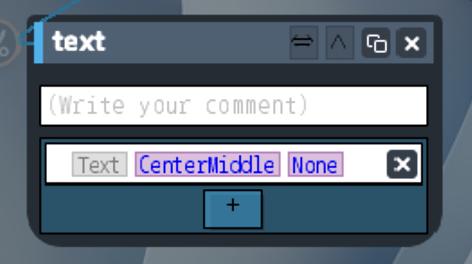 text
(Write your comment)
Text CenterMiddle None
+